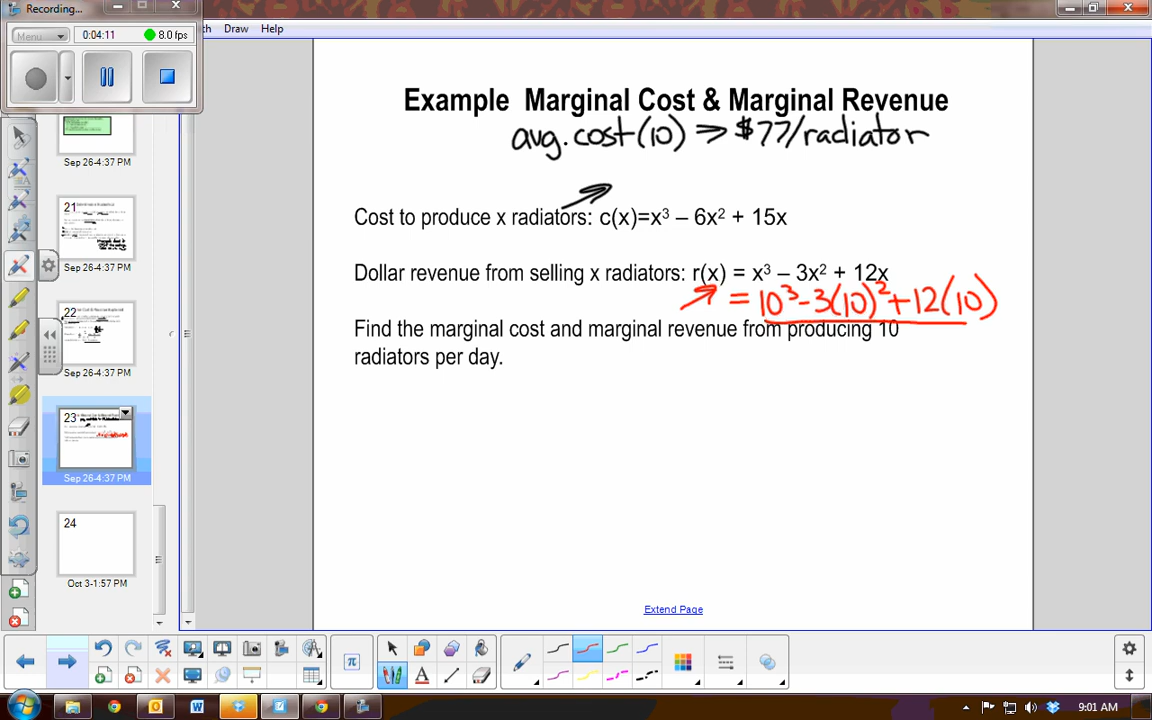 Recording...
Menu
0:04:11
8.0 fps
th Draw Help
Sep 26-4:37 PM
21
Sep 26-4:37 PM
22
Sep 26-4:37 PM
23
Sep 26-4:37 PM
24
Oct 3-1:57 PM
Example Marginal Cost & Marginal Revenue
avg. cost(10) ⇒ $77/radiator
Cost to produce x radiators: c(x)=x³ – 6x² + 15x
Dollar revenue from selling x radiators: r(x) = x³ – 3x² + 12x
= 10³-3(10)²+12(10)
Find the marginal cost and marginal revenue from producing 10
radiators per day.
Extend Page
π
A
9:01 AM